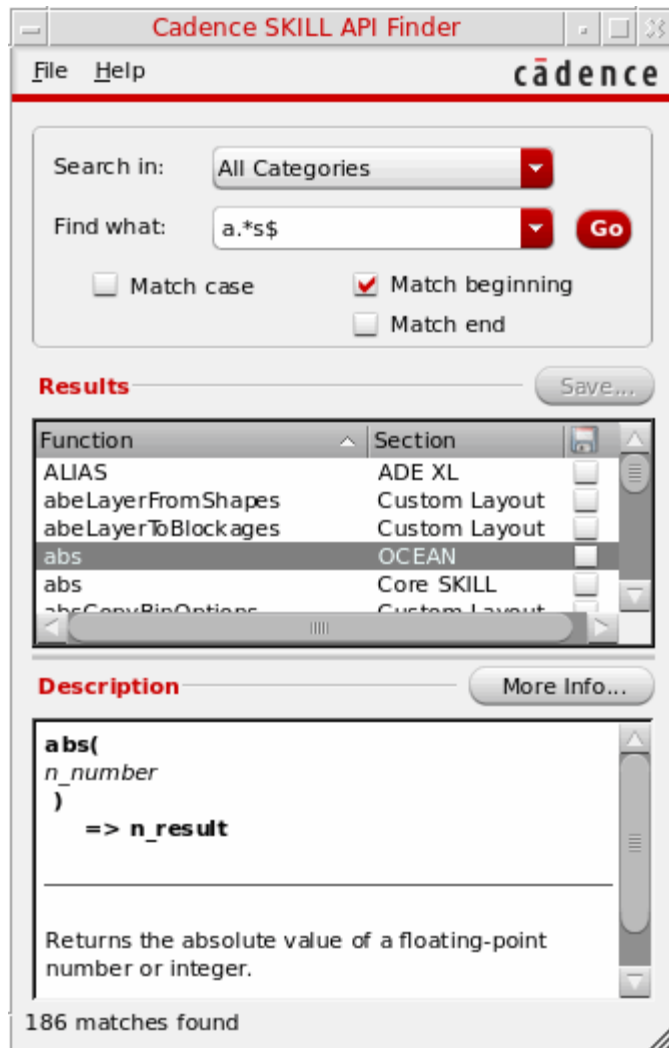 Cadence SKILL API Finder
File Help cādence
Search in: All Categories
Find what: a.*s$ Go
Match case Match beginning
Match end
Results Save...
Function Section
ALIAS ADE XL
abeLayerFromShapes Custom Layout
abeLayerToBlockages Custom Layout
abs OCEAN
abs Core SKILL
absCopyBinOptions Custom Layout
Description More Info...
abs(
n_number
)
=> n_result
Returns the absolute value of a floating-point
number or integer.
186 matches found